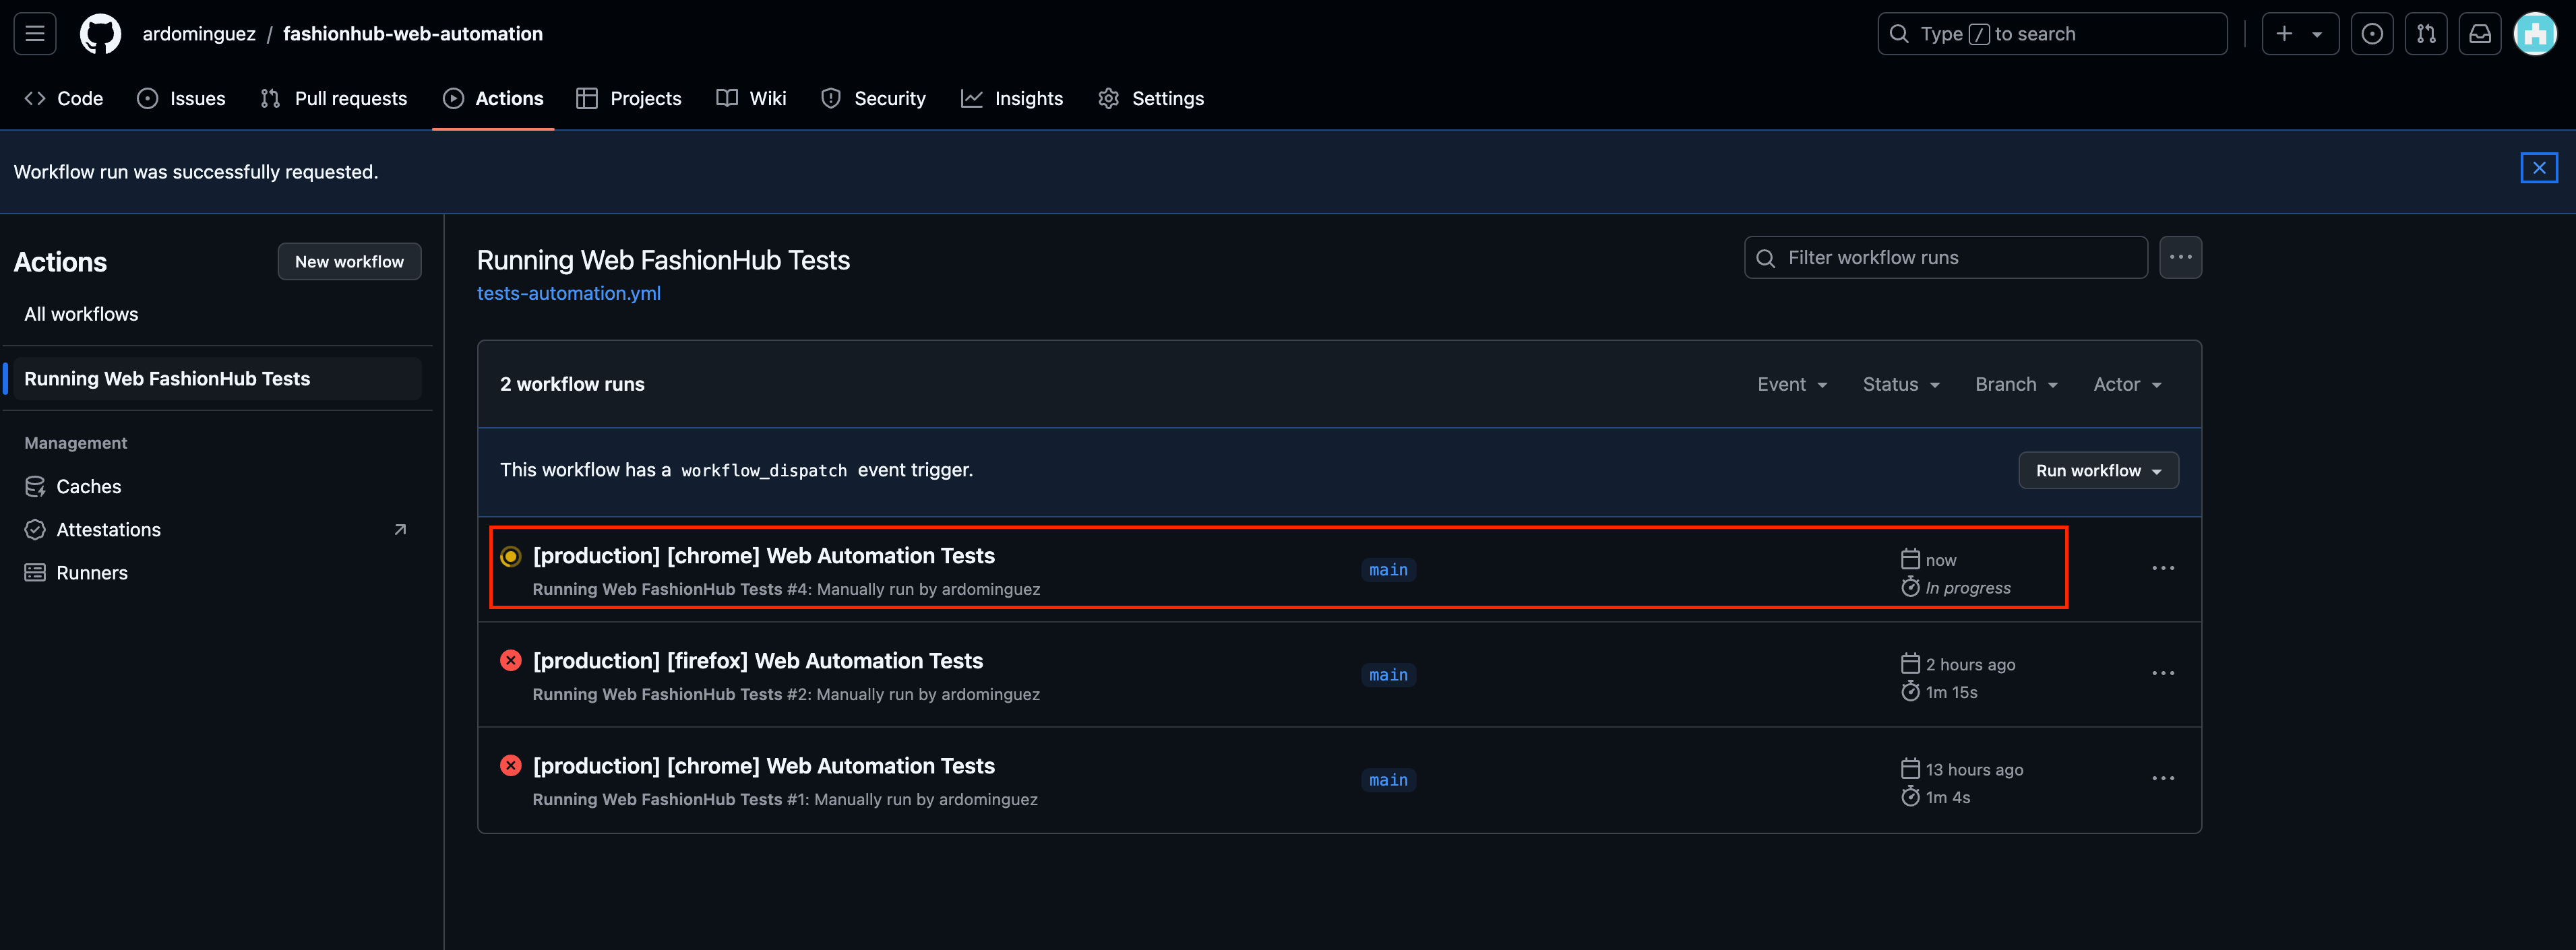 ardominguez / fashionhub-web-automation
Type / to search
Code Issues Pull requests Actions Projects Wiki Security Insights Settings
Workflow run was successfully requested.
Actions
New workflow
All workflows
Running Web FashionHub Tests
Management
Caches
Attestations
Runners
Running Web FashionHub Tests
tests-automation.yml
Filter workflow runs
2 workflow runs
Event Status Branch Actor
This workflow has a workflow_dispatch event trigger.
Run workflow
[production] [chrome] Web Automation Tests
Running Web FashionHub Tests #4: Manually run by ardominguez
main
now
In progress
[production] [firefox] Web Automation Tests
Running Web FashionHub Tests #2: Manually run by ardominguez
main
2 hours ago
1m 15s
[production] [chrome] Web Automation Tests
Running Web FashionHub Tests #1: Manually run by ardominguez
main
13 hours ago
1m 4s